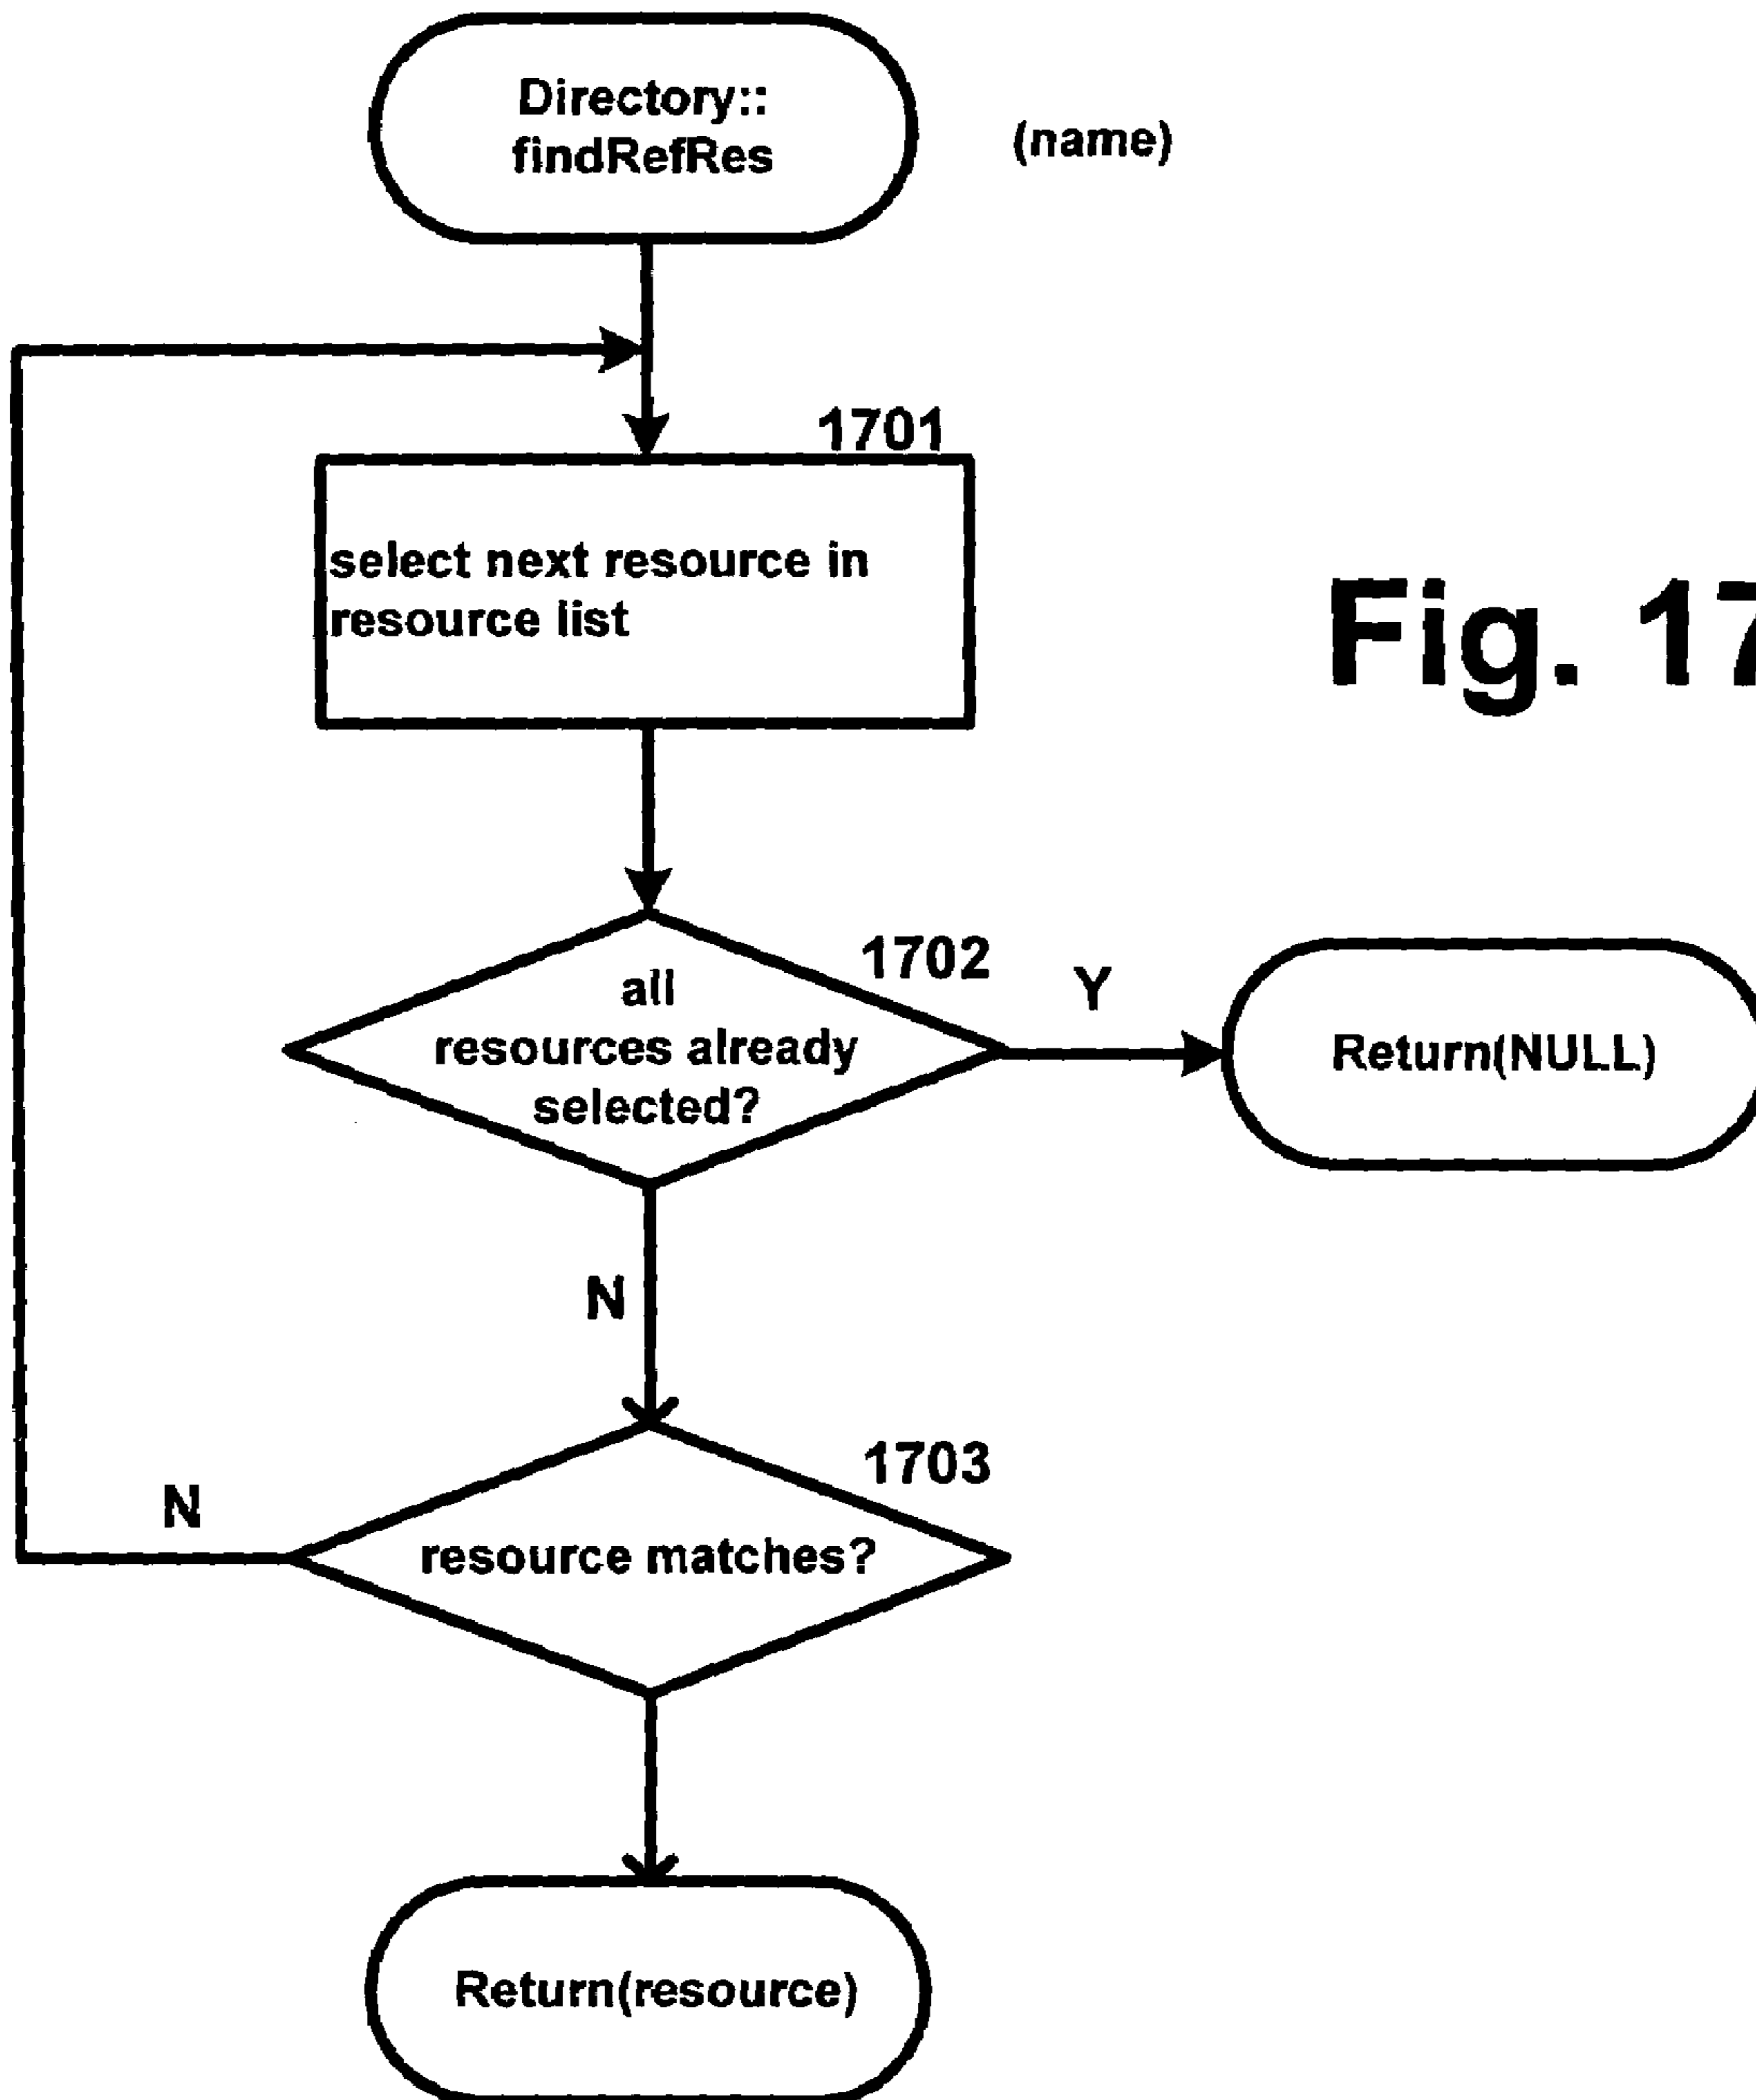 Directory::
findRefRes
(name)
1701
select next resource in
resource list
Fig. 17
1702
all
resources already
selected?
Y
Return(NULL)
N
1703
resource matches?
N
Return(resource)